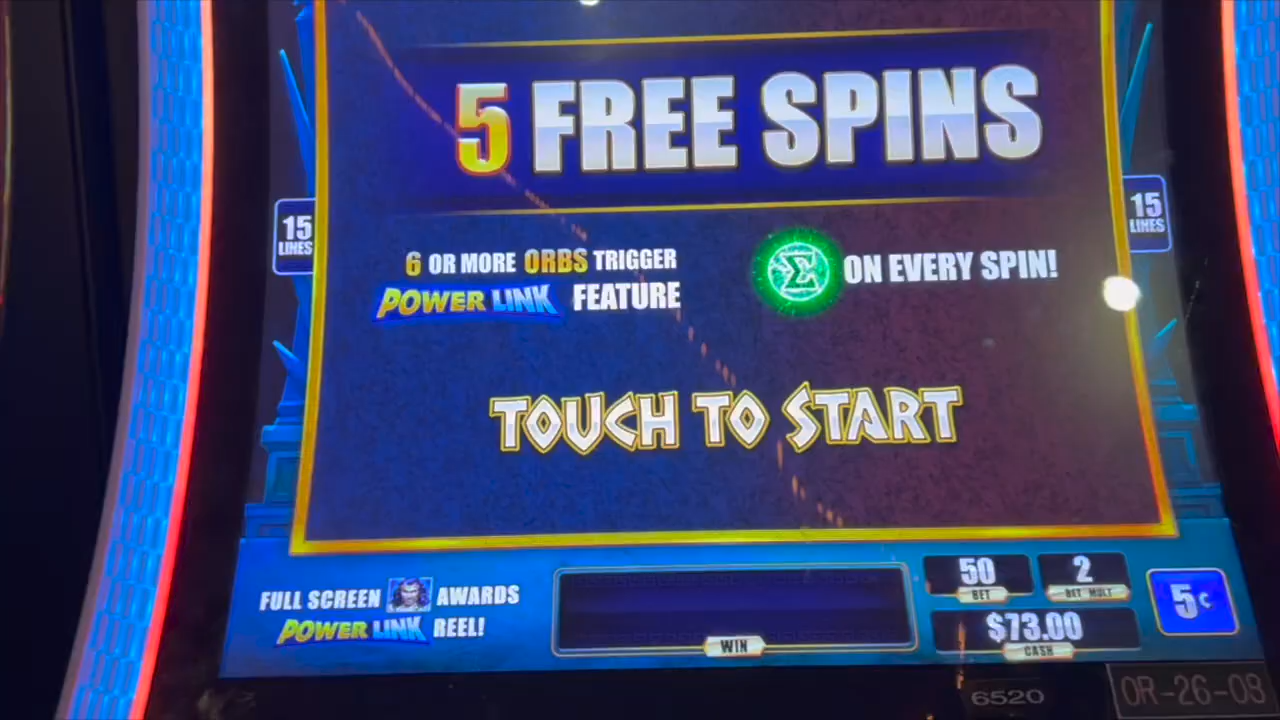 5 FREE SPINS
15 LINES
15 LINES
6 OR MORE ORBS TRIGGER
POWER LINK FEATURE
Σ ON EVERY SPIN!
TOUCH TO START
FULL SCREEN AWARDS
POWER LINK REEL!
WIN
50
BET
2
BET MULT
$73.00
CASH
5¢
6520
OR-26-08